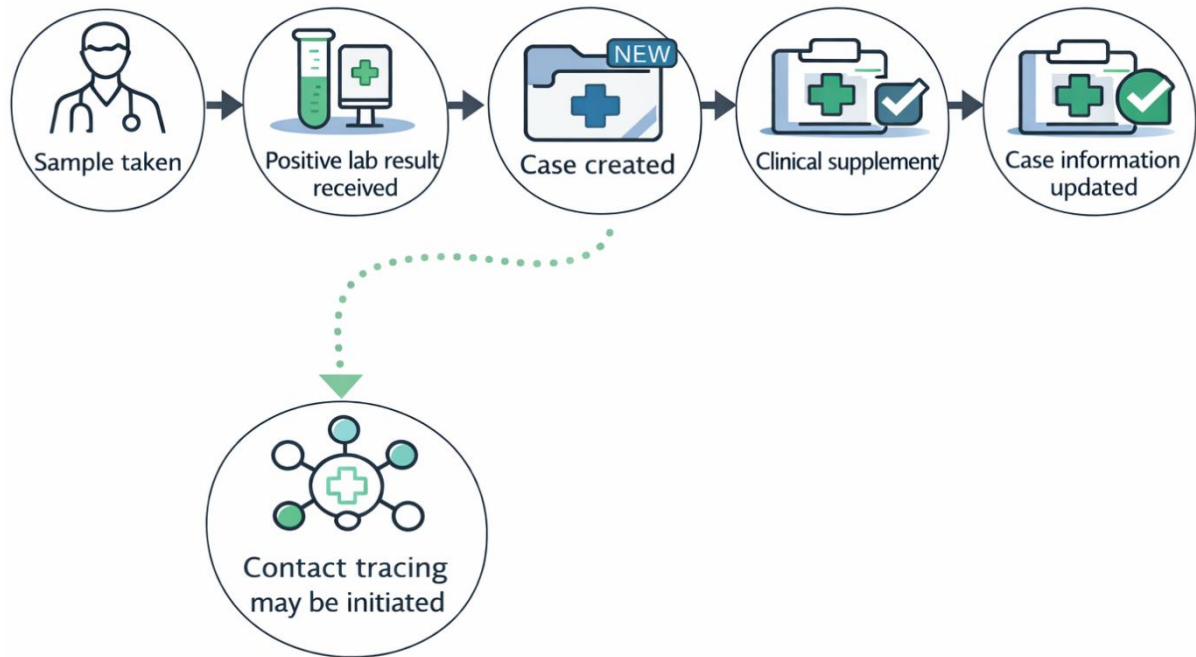 NEW
Sample taken
Positive lab result
received
Case created
Clinical supplement
Case information
updated
Contact tracing
may be initiated